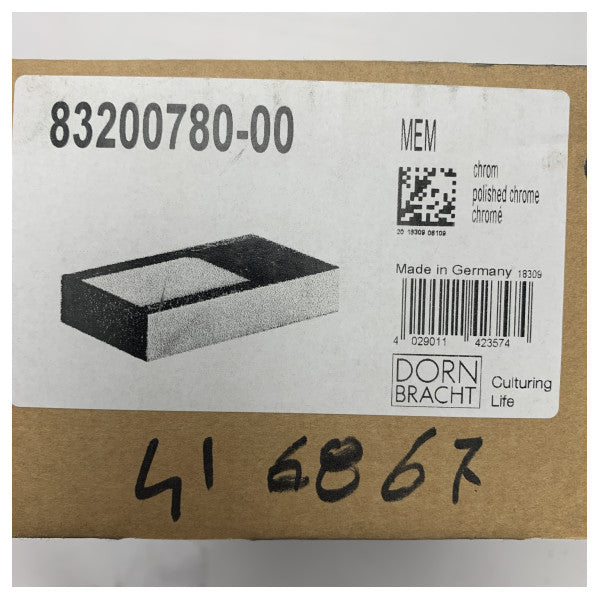 83200780-00
MEM
chrom
polished chrome
chromé
20 18309 08109
Made in Germany 18309
4 029011 423574
DORN
BRACHT
Culturing
Life
41 6867